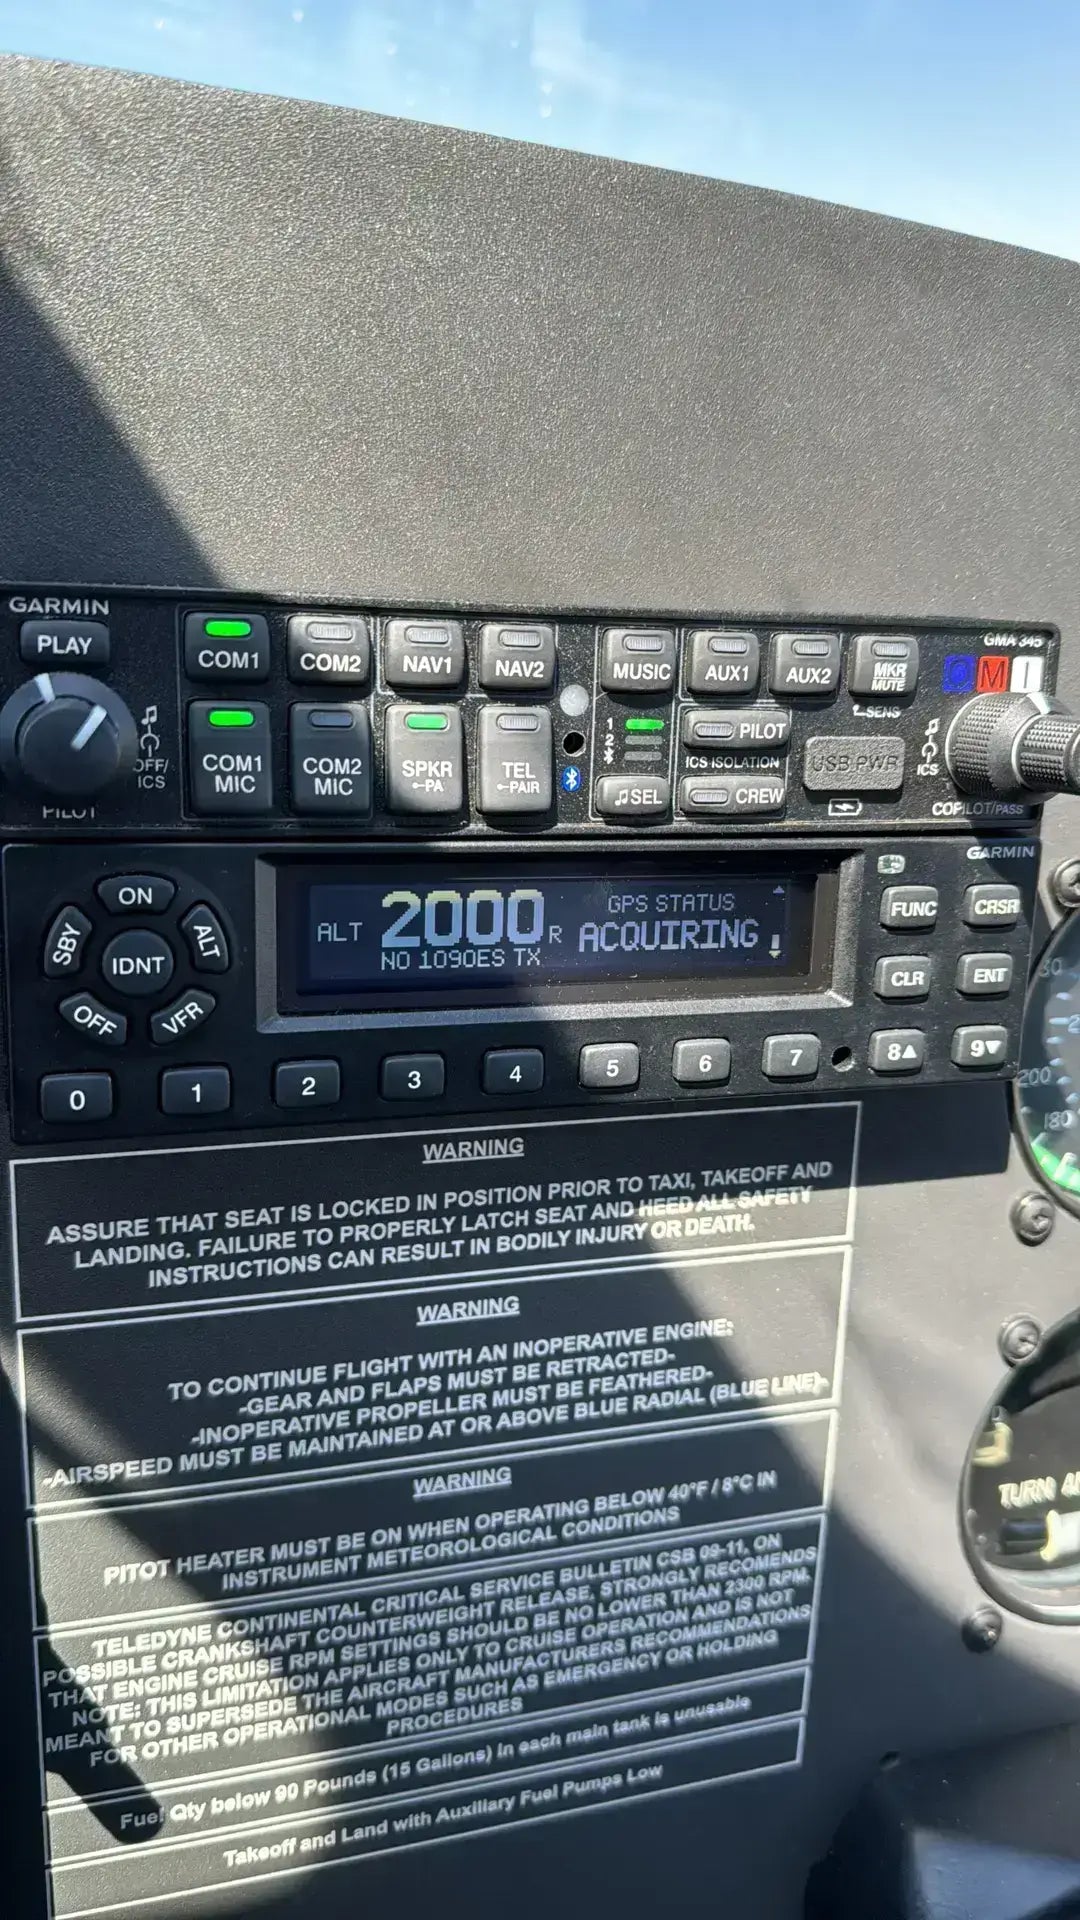 GARMIN
GMA 345
PLAY
COM1
COM2
NAV1
NAV2
MUSIC
AUX1
AUX2
MKR
MUTE
O M I
SENS
OFF/
ICS
PILOT
COM1
MIC
COM2
MIC
SPKR
PA
TEL
PAIR
1
2
SEL
PILOT
ICS ISOLATION
CREW
USB PWR
ICS
COPILOT/PASS
GARMIN
ON
SBY
ALT
IDNT
OFF
VFR
ALT 2000 R
NO 1090ES TX
GPS STATUS
ACQUIRING
FUNC
CRSR
CLR
ENT
0
1
2
3
4
5
6
7
8▲
9▼
WARNING
ASSURE THAT SEAT IS LOCKED IN POSITION PRIOR TO TAXI, TAKEOFF AND
LANDING. FAILURE TO PROPERLY LATCH SEAT AND HEED ALL SAFETY
INSTRUCTIONS CAN RESULT IN BODILY INJURY OR DEATH.
WARNING
TO CONTINUE FLIGHT WITH AN INOPERATIVE ENGINE:
-GEAR AND FLAPS MUST BE RETRACTED-
-INOPERATIVE PROPELLER MUST BE FEATHERED-
-AIRSPEED MUST BE MAINTAINED AT OR ABOVE BLUE RADIAL (BLUE LINE)-
WARNING
PITOT HEATER MUST BE ON WHEN OPERATING BELOW 40°F / 8°C IN
INSTRUMENT METEOROLOGICAL CONDITIONS
TELEDYNE CONTINENTAL CRITICAL SERVICE BULLETIN CSB 09-11, ON
POSSIBLE CRANKSHAFT COUNTERWEIGHT RELEASE, STRONGLY RECOMENDS
THAT ENGINE CRUISE RPM SETTINGS SHOULD BE NO LOWER THAN 2300 RPM.
NOTE: THIS LIMITATION APPLIES ONLY TO CRUISE OPERATION AND IS NOT
MEANT TO SUPERSEDE THE AIRCRAFT MANUFACTURERS RECOMMENDATIONS
FOR OTHER OPERATIONAL MODES SUCH AS EMERGENCY OR HOLDING
PROCEDURES
Fuel Qty below 90 Pounds (15 Gallons) in each main tank is unusable
Takeoff and Land with Auxiliary Fuel Pumps Low
200
180
TURN